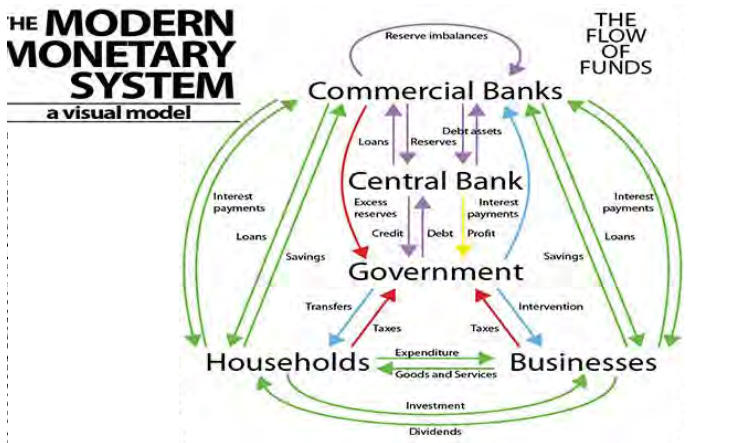 THE MODERN
MONETARY
SYSTEM
a visual model
THE
FLOW
OF
FUNDS
Reserve imbalances
Commercial Banks
Loans
Reserves
Debt assets
Central Bank
Interest
payments
Loans
Savings
Excess
reserves
Credit
Debt
Interest
payments
Profit
Interest
payments
Loans
Savings
Government
Transfers
Taxes
Taxes
Intervention
Households
Expenditure
Goods and Services
Businesses
Investment
Dividends